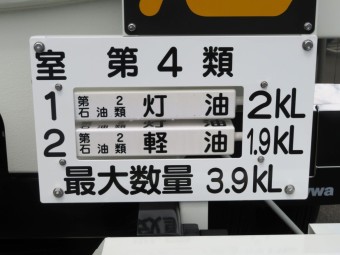 室 第4類
1 第2石油類 灯油 2KL
2 第2石油類 軽油 1.9KL
最大数量 3.9KL